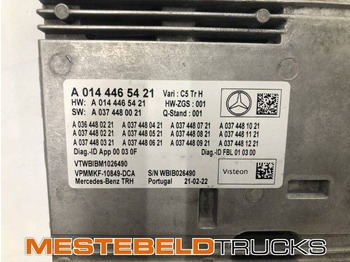 A 014 446 54 21 Vari : C5 Tr H
HW: A 014 446 54 21 HW-ZGS : 001
SW: A 037 448 00 21 Q-Stand : 001
A 036 448 02 21 A 037 448 04 21 A 037 448 07 21 A 037 448 10 21
A 037 448 02 21 A 037 448 05 21 A 037 448 08 21 A 037 448 11 21
A 037 448 03 21 A 037 448 06 21 A 037 448 09 21 A 037 448 12 21
Diag.-ID App 00 03 0F Diag.-ID FBL 01 03 00
VTWBIBM1026490
VPMMKF-10849-DCA S/N WBIB026490 Visteon
Mercedes-Benz TRH Portugal 21-02-22
MESTEBELDTRUCKS
.COM